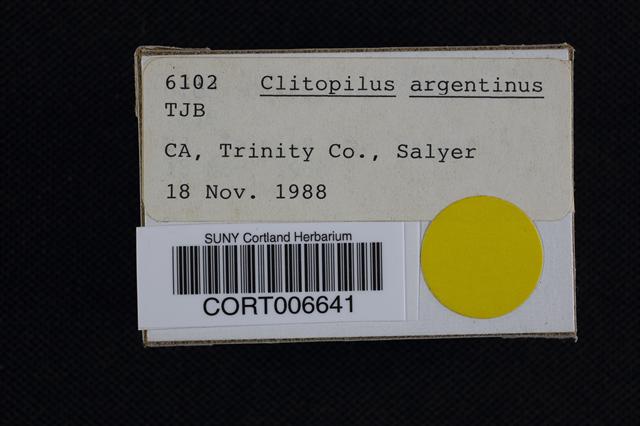 6102 Clitopilus argentinus
TJB
CA, Trinity Co., Salyer
18 Nov. 1988
SUNY Cortland Herbarium
CORT006641